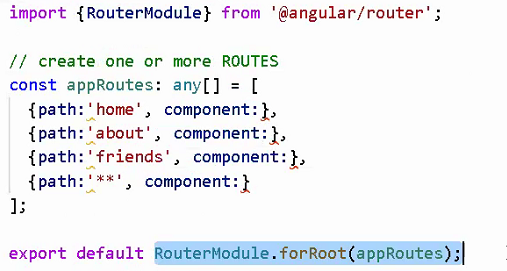 import {RouterModule} from '@angular/router';
// create one or more ROUTES
const appRoutes: any[] = [
{path:'home', component:},
{path:'about', component:},
{path:'friends', component:},
{path:'**', component:}
];
export default RouterModule.forRoot(appRoutes);